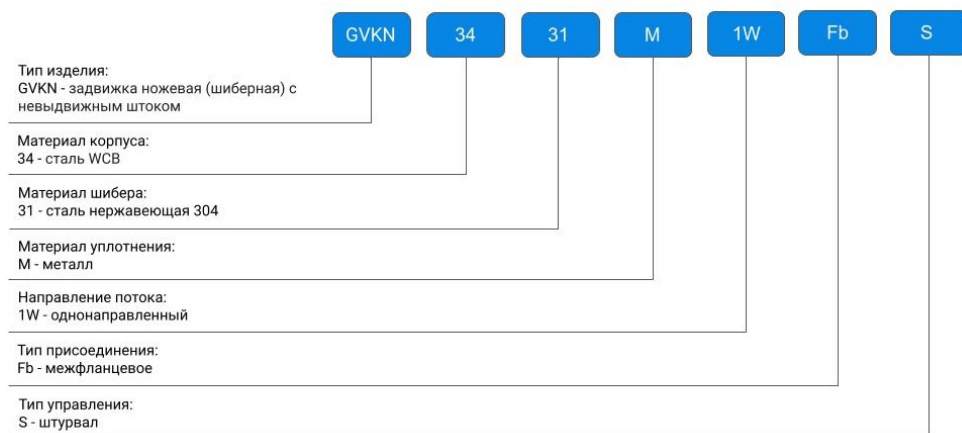 GVKN 34 31 M 1W Fb S
Тип изделия:
GVKN - задвижка ножевая (шиберная) с
невыдвижным штоком
Материал корпуса:
34 - сталь WCB
Материал шибера:
31 - сталь нержавеющая 304
Материал уплотнения:
М - металл
Направление потока:
1W - однонаправленный
Тип присоединения:
Fb - межфланцевое
Тип управления:
S - штурвал